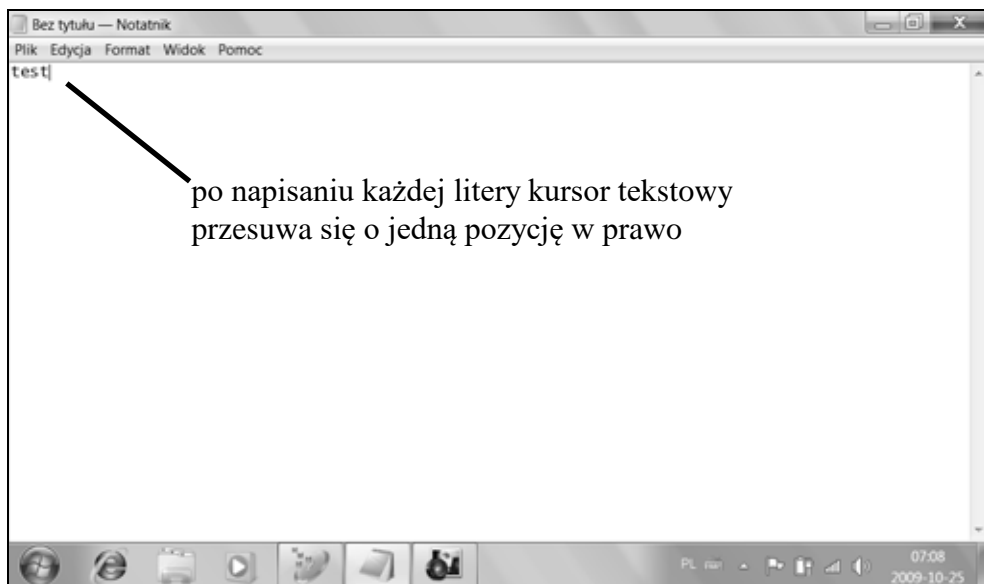 Bez tytułu — Notatnik
Plik Edycja Format Widok Pomoc
test
po napisaniu każdej litery kursor tekstowy
przesuwa się o jedną pozycję w prawo
PL
07:08
2009-10-25